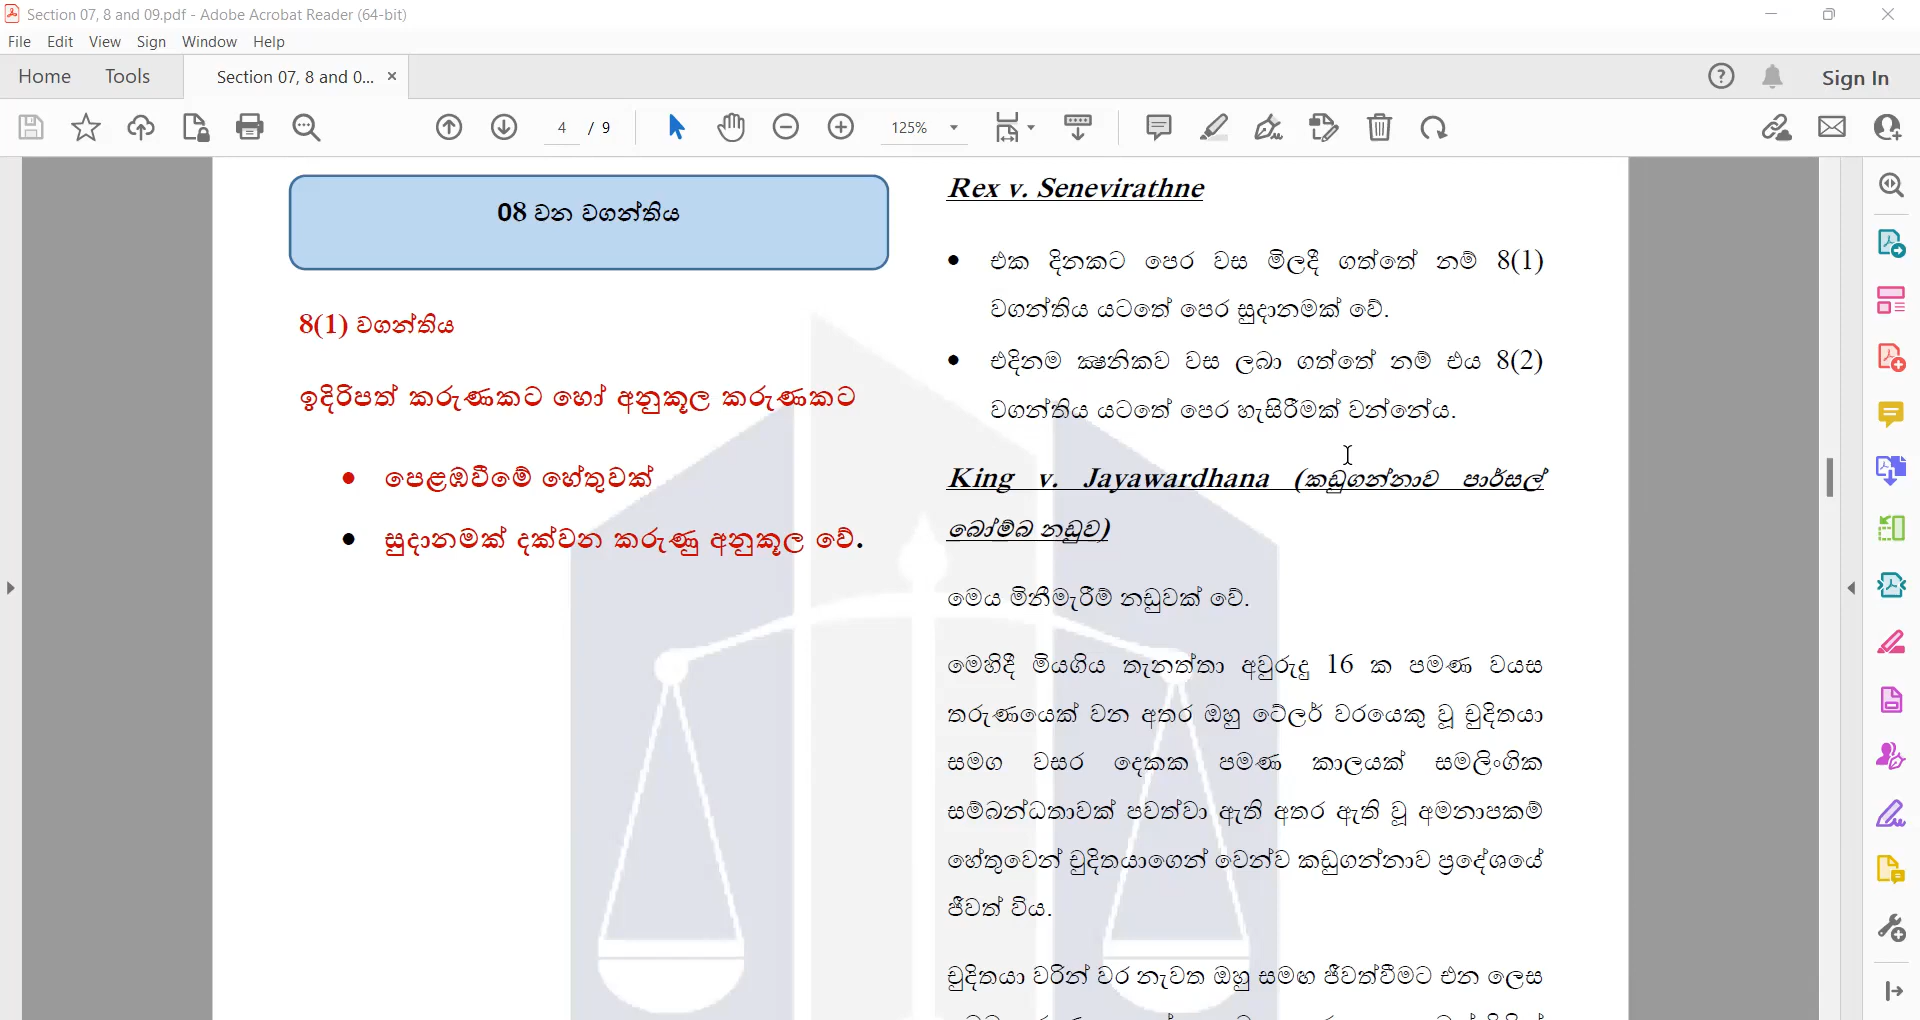 Section 07, 8 and 09.pdf - Adobe Acrobat Reader (64-bit)
File Edit View Sign Window Help
Home Tools Section 07, 8 and 0... × Sign In
4 / 9 125%
08 වන වගන්තිය
8(1) වගන්තිය
ඉදිරිපත් කරුණකට හෝ අනුකූල කරුණකට
• පෙළඹවීමේ හේතුවක්
• සුදානමක් දක්වන කරුණු අනුකූල වේ.
Rex v. Senevirathne
• එක දිනකට පෙර වස මිලදී ගත්තේ නම් 8(1)
වගන්තිය යටතේ පෙර සුදානමක් වේ.
• එදිනම ක්‍ෂනිකව වස ලබා ගත්තේ නම් එය 8(2)
වගන්තිය යටතේ පෙර හැසිරීමක් වන්නේය.
King v. Jayawardhana (කඩුගන්නාව පාර්සල්
බෝම්බ නඩුව)
මෙය මිනීමැරීම් නඩුවක් වේ.
මෙහිදී මියගිය තැනත්තා අවුරුදු 16 ක පමණ වයස
තරුණයෙක් වන අතර ඔහු ටේලර් වරයෙකු වූ චුදිතයා
සමග වසර දෙකක පමණ කාලයක් සමලිංගික
සම්බන්ධතාවක් පවත්වා ඇති අතර ඇති වූ අමනාපකම්
හේතුවෙන් චුදිතයාගෙන් වෙන්ව කඩුගන්නාව ප්‍රදේශයේ
ජීවත් විය.
චුදිතයා වරින් වර නැවත ඔහු සමඟ ජීවත්වීමට එන ලෙස